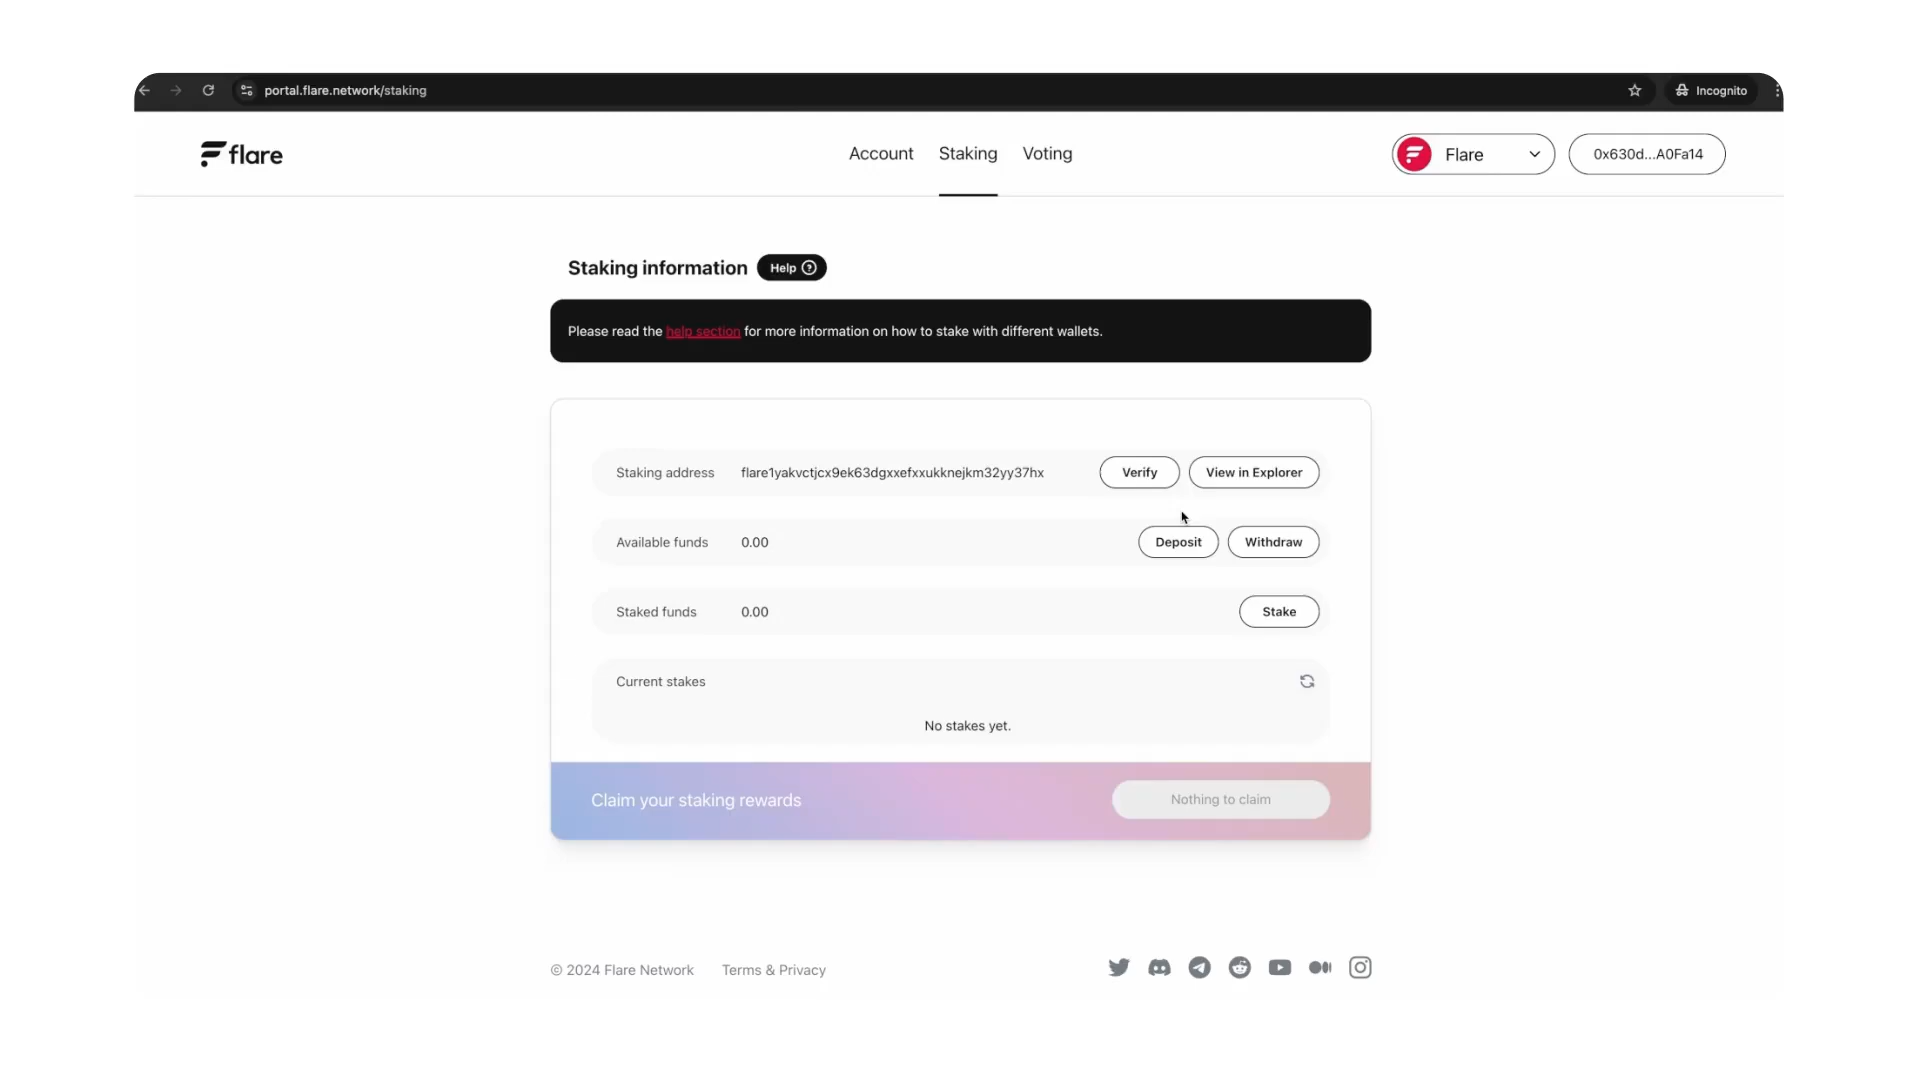 portal.flare.network/staking
Incognito
flare
Account Staking Voting
Flare
0x630d...A0Fa14
Staking information
Help
Please read the help section for more information on how to stake with different wallets.
Staking address flare1yakvctjcx9ek63dgxxefxxukknejkm32yy37hx Verify View in Explorer
Available funds 0.00 Deposit Withdraw
Staked funds 0.00 Stake
Current stakes
No stakes yet.
Claim your staking rewards Nothing to claim
© 2024 Flare Network Terms & Privacy